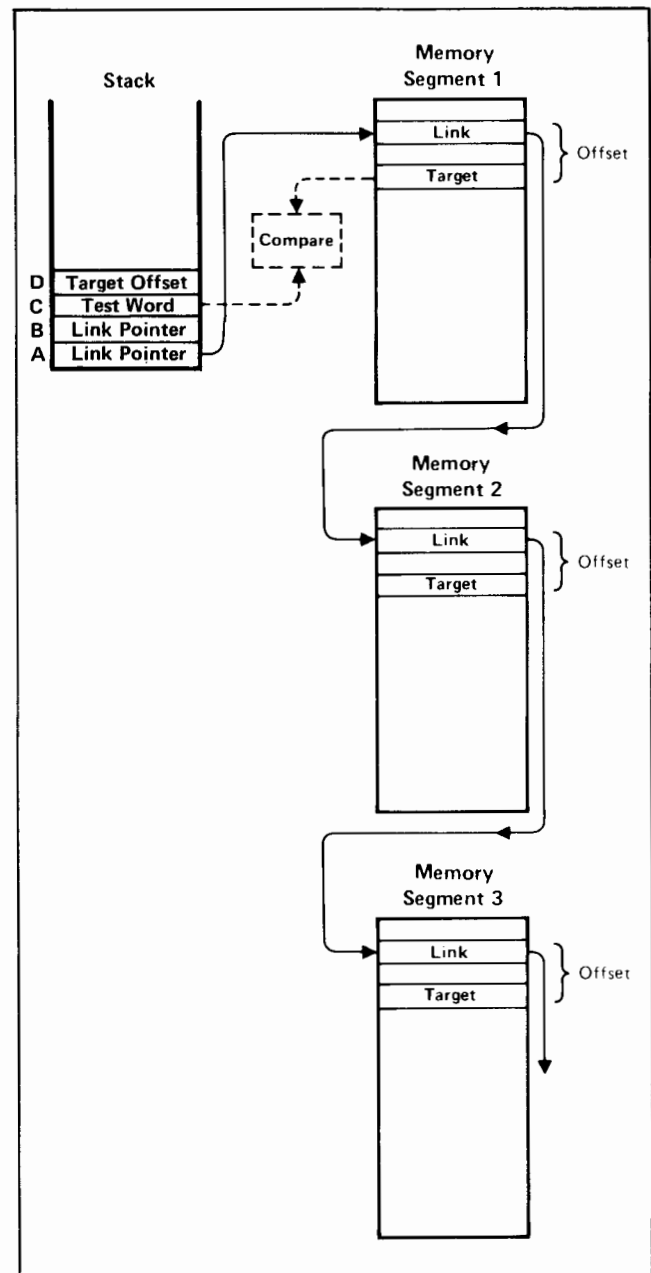 Stack
D Target Offset
C Test Word
B Link Pointer
A Link Pointer
Compare
Memory
Segment 1
Link
Target
Offset
Memory
Segment 2
Link
Target
Offset
Memory
Segment 3
Link
Target
Offset